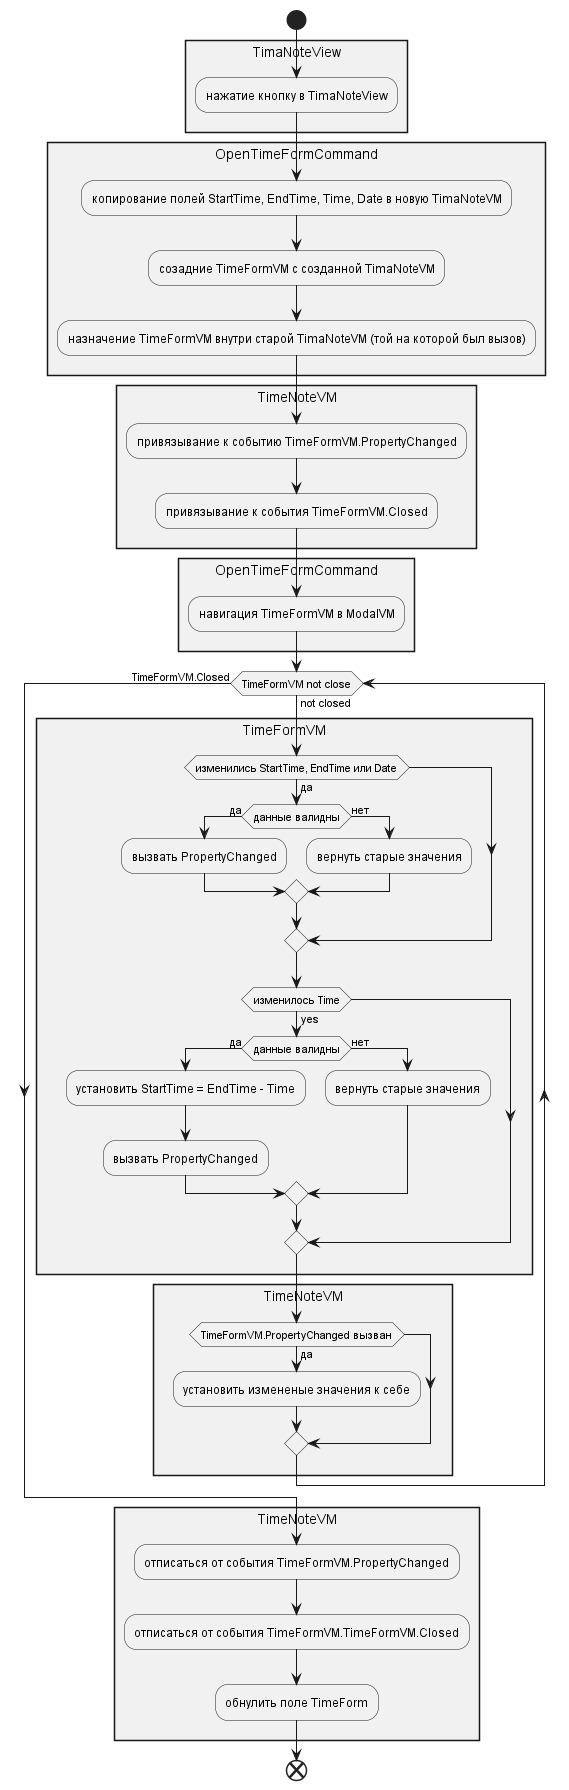 TimaNoteView
нажатие кнопку в TimaNoteView
OpenTimeFormCommand
копирование полей StartTime, EndTime, Time, Date в новую TimaNoteVM
созадние TimeFormVM с созданной TimaNoteVM
назначение TimeFormVM внутри старой TimaNoteVM (той на которой был вызов)
TimeNoteVM
привязывание к событию TimeFormVM.PropertyChanged
привязывание к события TimeFormVM.Closed
OpenTimeFormCommand
навигация TimeFormVM в ModalVM
TimeFormVM.Closed
TimeFormVM not close
not closed
TimeFormVM
изменились StartTime, EndTime или Date
да
да
данные валидны
нет
вызвать PropertyChanged
вернуть старые значения
изменилось Time
yes
да
данные валидны
нет
установить StartTime = EndTime - Time
вернуть старые значения
вызвать PropertyChanged
TimeNoteVM
TimeFormVM.PropertyChanged вызван
да
установить измененые значения к себе
TimeNoteVM
отписаться от события TimeFormVM.PropertyChanged
отписаться от события TimeFormVM.TimeFormVM.Closed
обнулить поле TimeForm